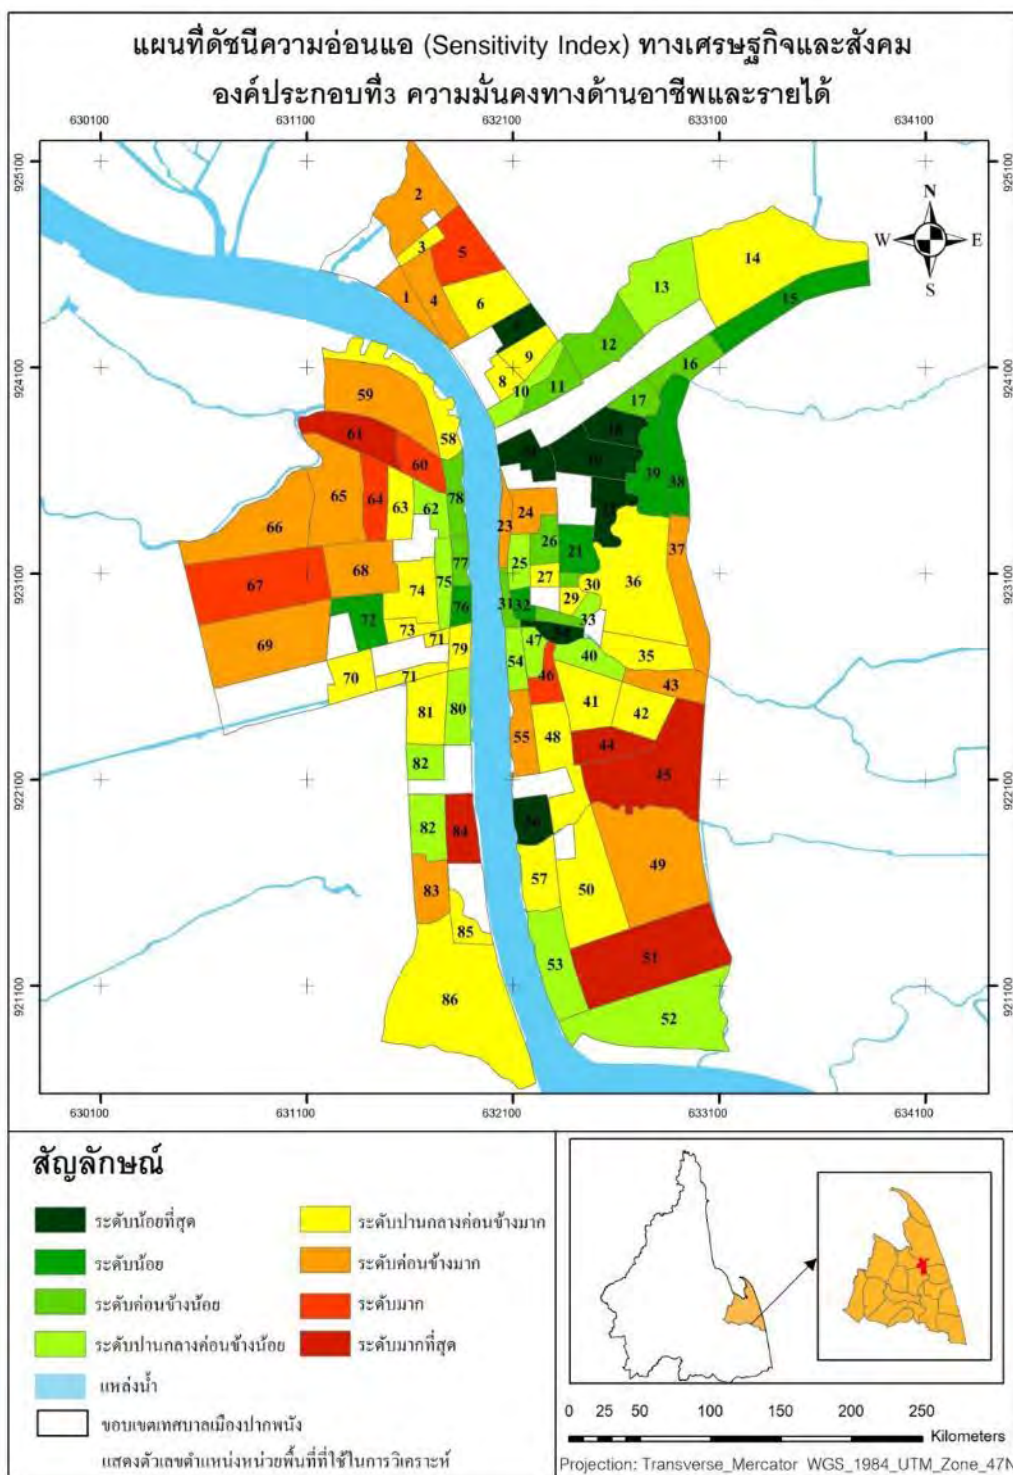 แผนที่ดัชนีความอ่อนแอ (Sensitivity Index) ทางเศรษฐกิจและสังคม
องค์ประกอบที่3 ความมั่นคงทางด้านอาชีพและรายได้
630100 631100 632100 633100 634100
925100 925100
924100 924100
923100 923100
922100 922100
921100 921100
N
W E
S
2
3 5
14
13
1 4 6
15
12
9 16
8 10 11
59 17
58 18
61
60 39 38
65 64 63 62 78 24
66 23 26 37
21
77 25 36
67 68 74 75 27 30
76 31 32 29
72 33
73 71 79 47
69 54 40 35
70 71 46 43
81 80 41 42
55 48 44
82 45
82 84
49
83 57 50
85
53 51
86
52
630100 631100 632100 633100 634100
สัญลักษณ์
ระดับน้อยที่สุด
ระดับน้อย
ระดับค่อนข้างน้อย
ระดับปานกลางค่อนข้างน้อย
ระดับปานกลางค่อนข้างมาก
ระดับค่อนข้างมาก
ระดับมาก
ระดับมากที่สุด
แหล่งน้ำ
ขอบเขตเทศบาลเมืองปากพนัง
แสดงตัวเลขตำแหน่งหน่วยพื้นที่ที่ใช้ในการวิเคราะห์
0 25 50 100 150 200 250
Kilometers
Projection: Transverse_Mercator WGS_1984_UTM_Zone_47N